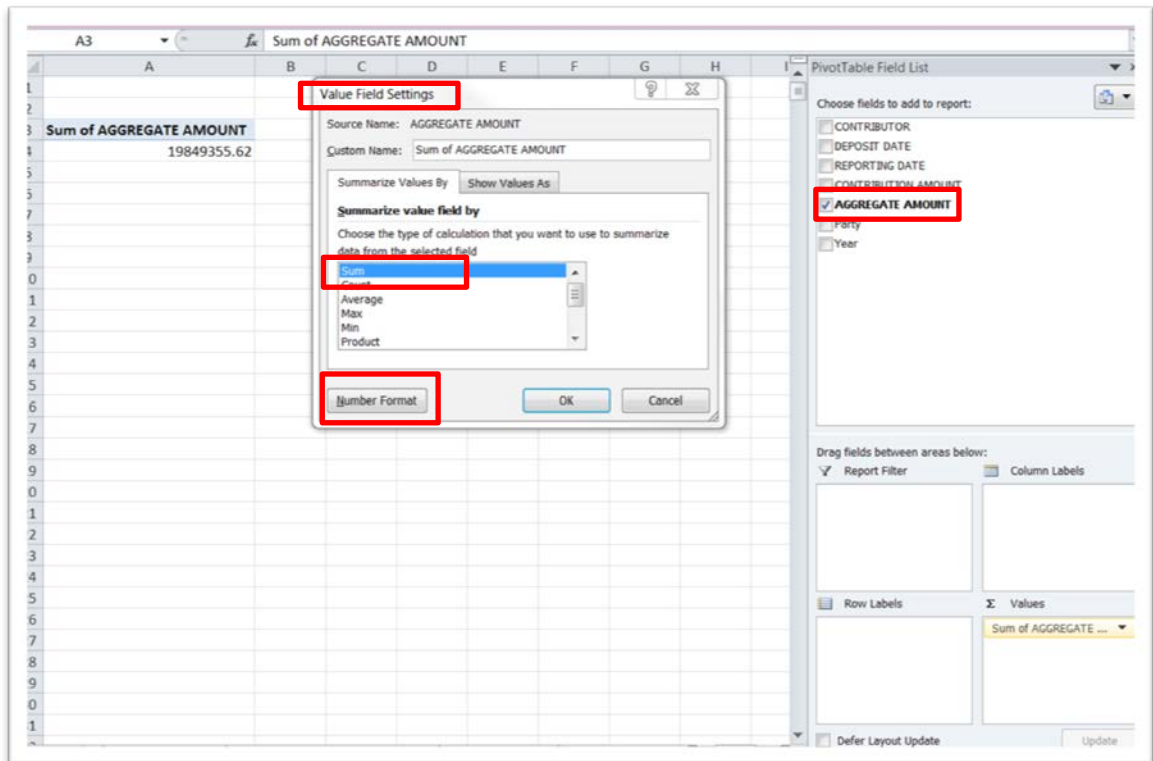 A3 fx Sum of AGGREGATE AMOUNT
A B C D E F G H
PivotTable Field List
Choose fields to add to report:
CONTRIBUTOR
DEPOSIT DATE
REPORTING DATE
CONTRIBUTION AMOUNT
AGGREGATE AMOUNT
Party
Year
Sum of AGGREGATE AMOUNT
19849355.62
Value Field Settings
Source Name: AGGREGATE AMOUNT
Custom Name: Sum of AGGREGATE AMOUNT
Summarize Values By Show Values As
Summarize value field by
Choose the type of calculation that you want to use to summarize
data from the selected field
Sum
Count
Average
Max
Min
Product
Number Format OK Cancel
Drag fields between areas below:
Report Filter Column Labels
Row Labels Σ Values
Sum of AGGREGATE ...
Defer Layout Update Update